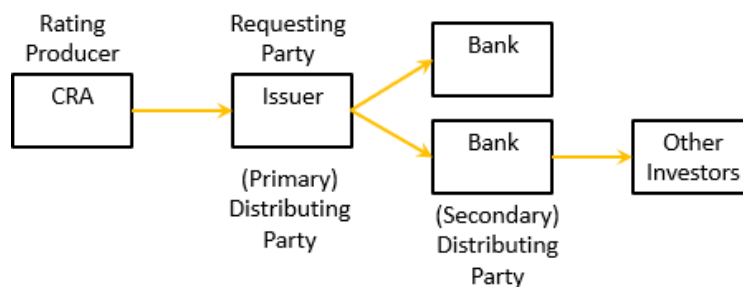 Rating
Producer
CRA
Requesting
Party
Issuer
(Primary)
Distributing
Party
Bank
Bank
(Secondary)
Distributing
Party
Other
Investors